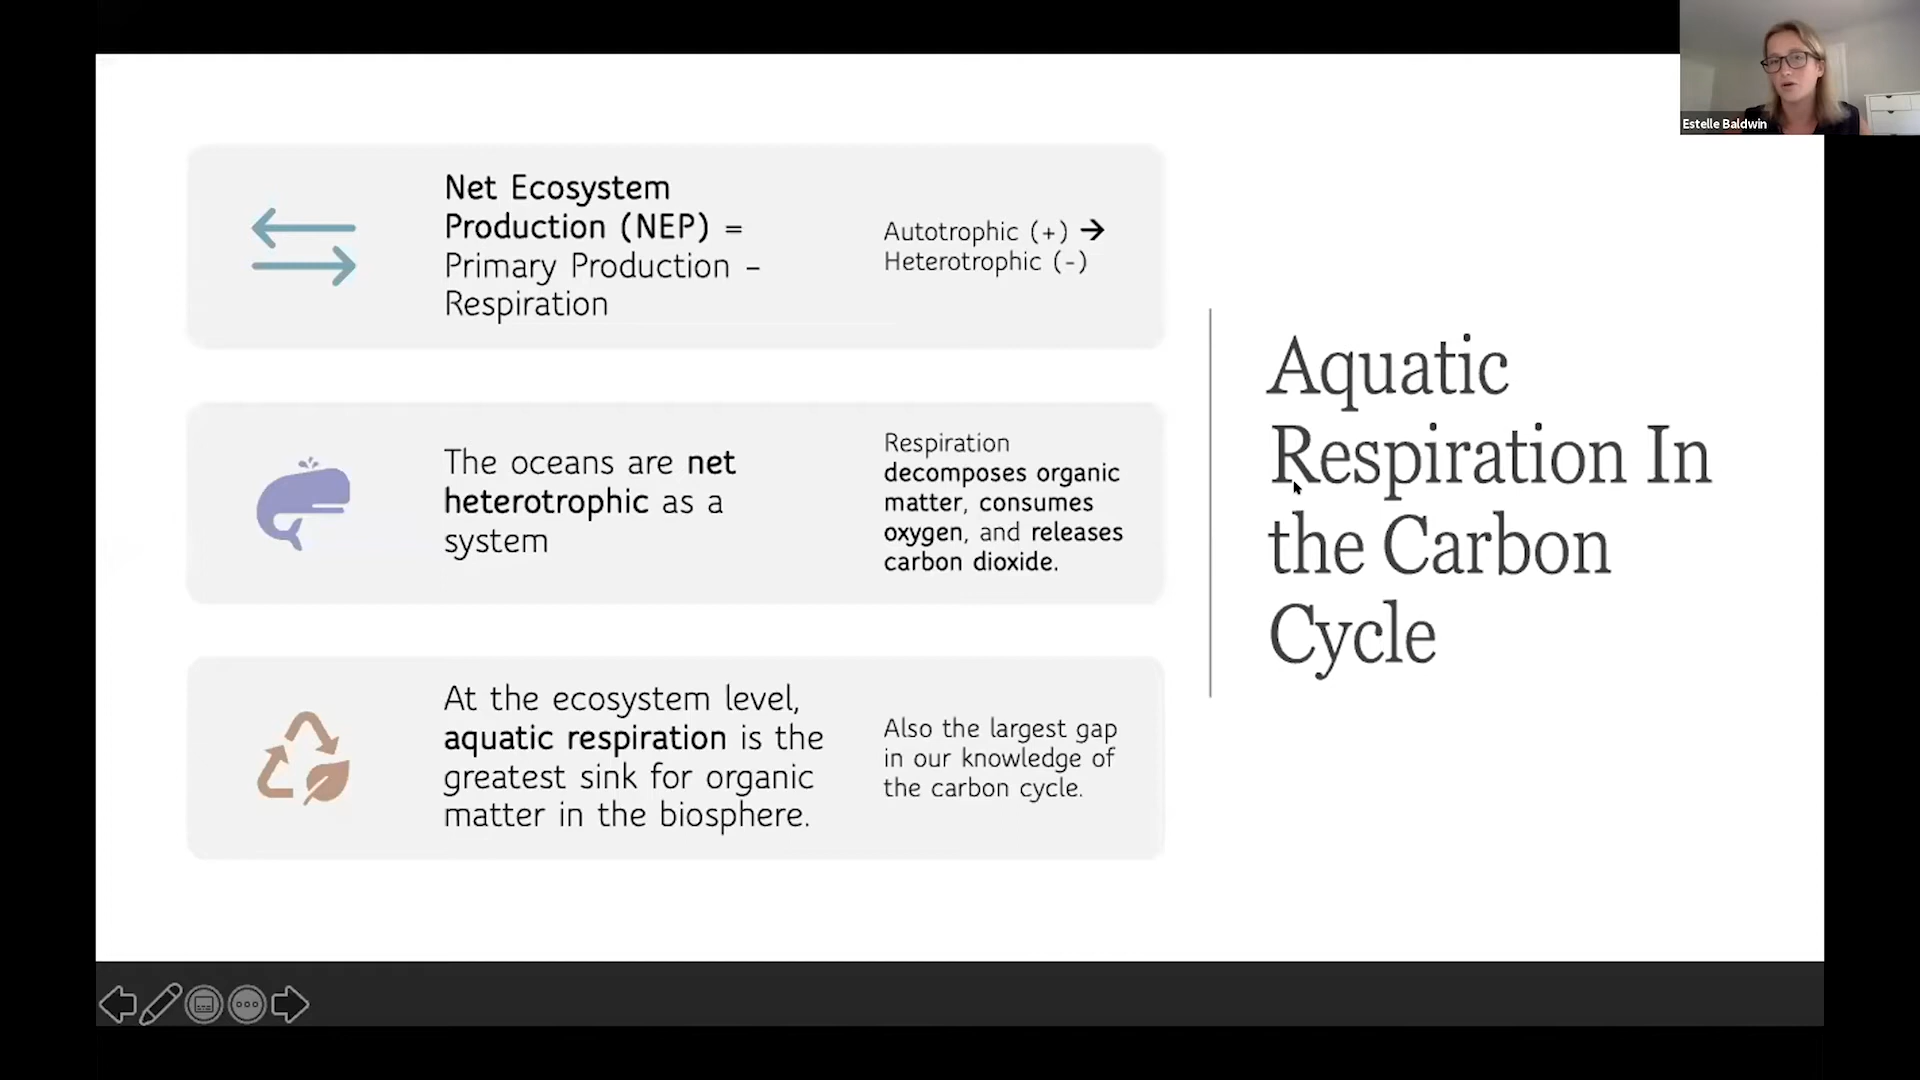 Estelle Baldwin
Net Ecosystem
Production (NEP) =
Primary Production –
Respiration
Autotrophic (+) →
Heterotrophic (-)
The oceans are net
heterotrophic as a
system
Respiration
decomposes organic
matter, consumes
oxygen, and releases
carbon dioxide.
At the ecosystem level,
aquatic respiration is the
greatest sink for organic
matter in the biosphere.
Also the largest gap
in our knowledge of
the carbon cycle.
Aquatic
Respiration In
the Carbon
Cycle